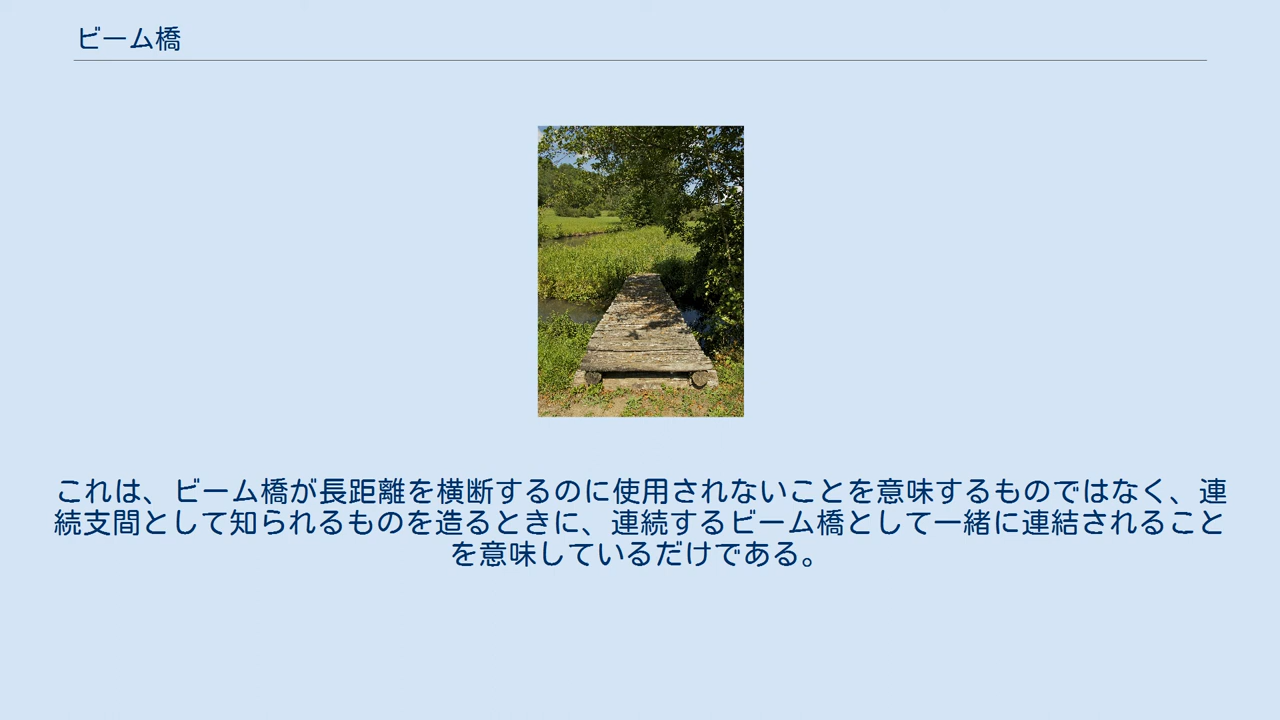 ビーム橋
これは、ビーム橋が長距離を横断するのに使用されないことを意味するものではなく、連
続支間として知られるものを造るときに、連続するビーム橋として一緒に連結されること
を意味しているだけである。